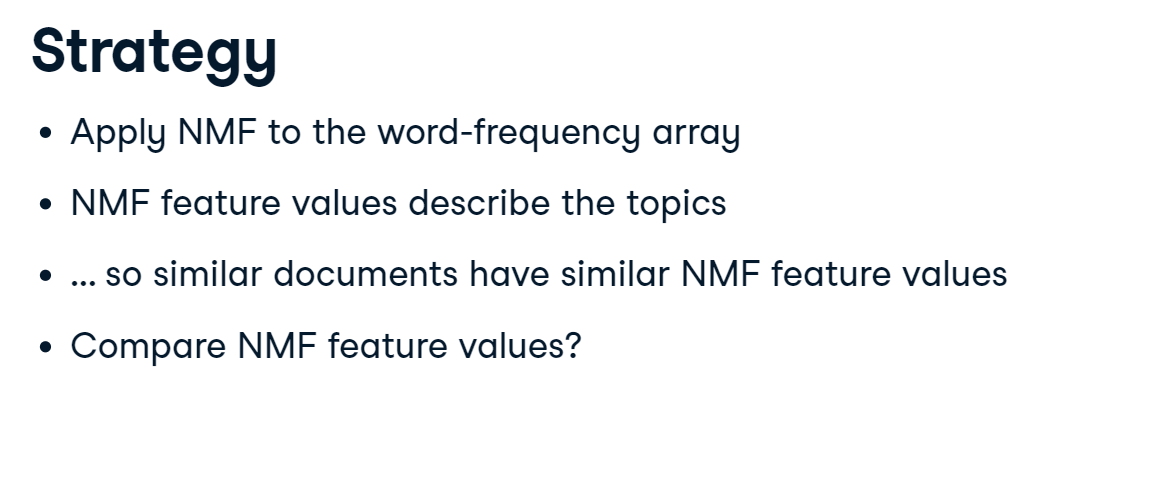 Strategy
• Apply NMF to the word-frequency array
• NMF feature values describe the topics
• ... so similar documents have similar NMF feature values
• Compare NMF feature values?